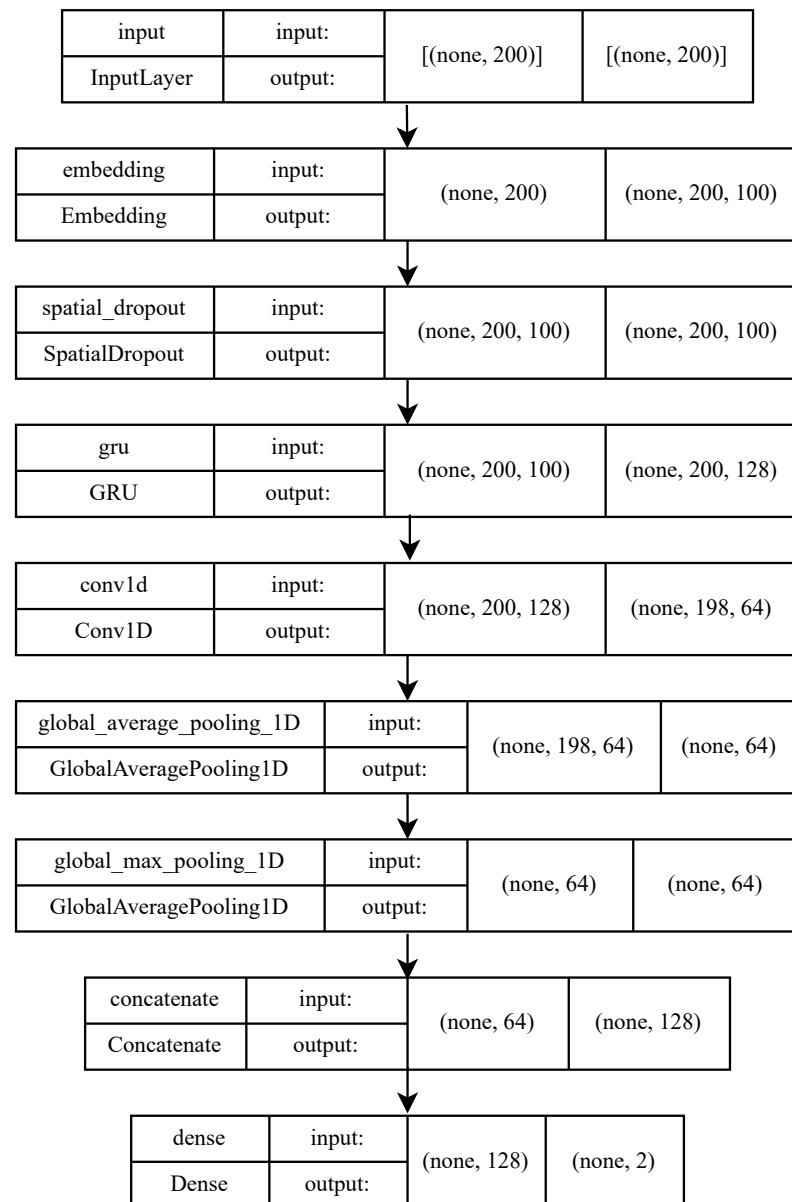 input input: [(none, 200)] [(none, 200)]
InputLayer output:
embedding input: (none, 200) (none, 200, 100)
Embedding output:
spatial_dropout input: (none, 200, 100) (none, 200, 100)
SpatialDropout output:
gru input: (none, 200, 100) (none, 200, 128)
GRU output:
conv1d input: (none, 200, 128) (none, 198, 64)
Conv1D output:
global_average_pooling_1D input: (none, 198, 64) (none, 64)
GlobalAveragePooling1D output:
global_max_pooling_1D input: (none, 64) (none, 64)
GlobalAveragePooling1D output:
concatenate input: (none, 64) (none, 128)
Concatenate output:
dense input: (none, 128) (none, 2)
Dense output: